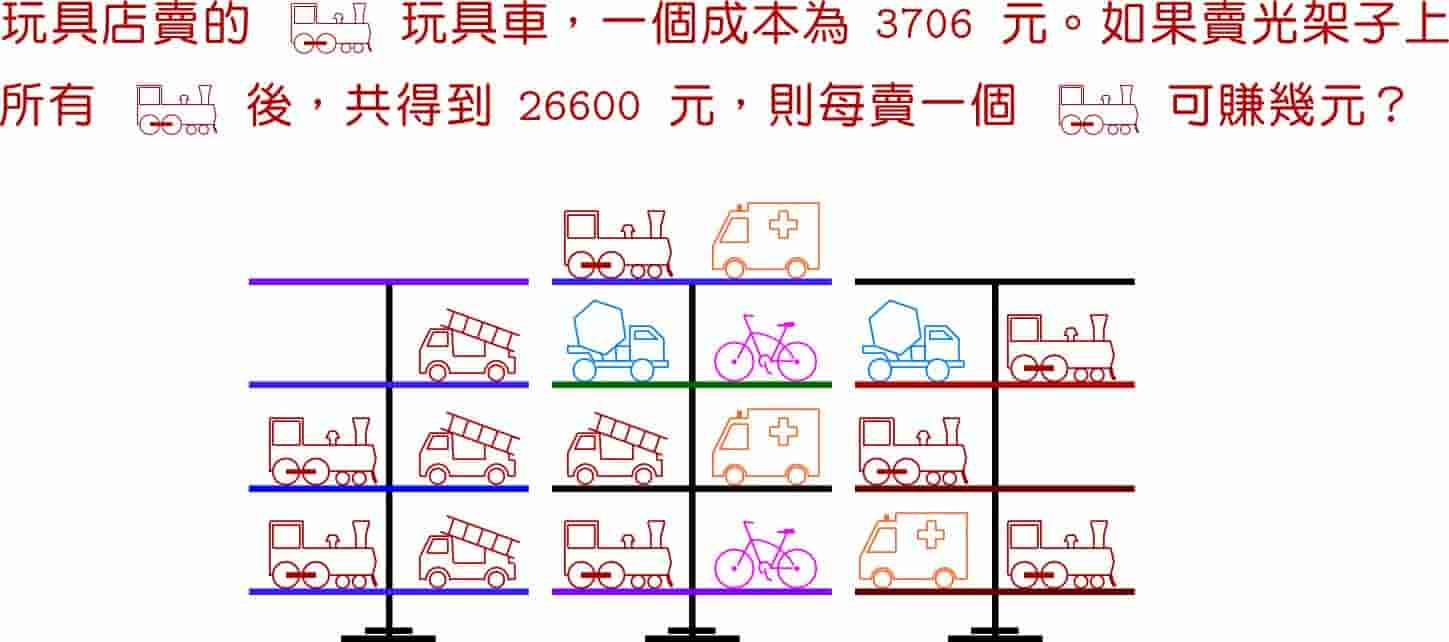 玩具店賣的 玩具車，一個成本為 3706 元。如果賣光架子上
所有 後，共得到 26600 元，則每賣一個 可賺幾元？